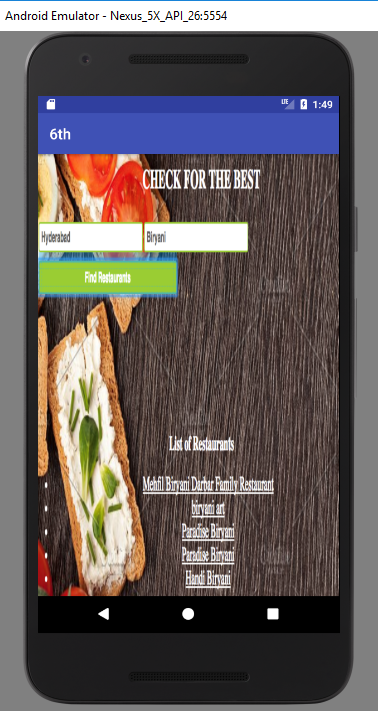 Android Emulator - Nexus_5X_API_26:5554
LTE 1:49
6th
CHECK FOR THE BEST
Hyderabad Biryani
Find Restaurants
List of Restaurants
Mehfil Biryani Darbar Family Restaurant
biryani art
Paradise Biryani
Paradise Biryani
Handi Biryani